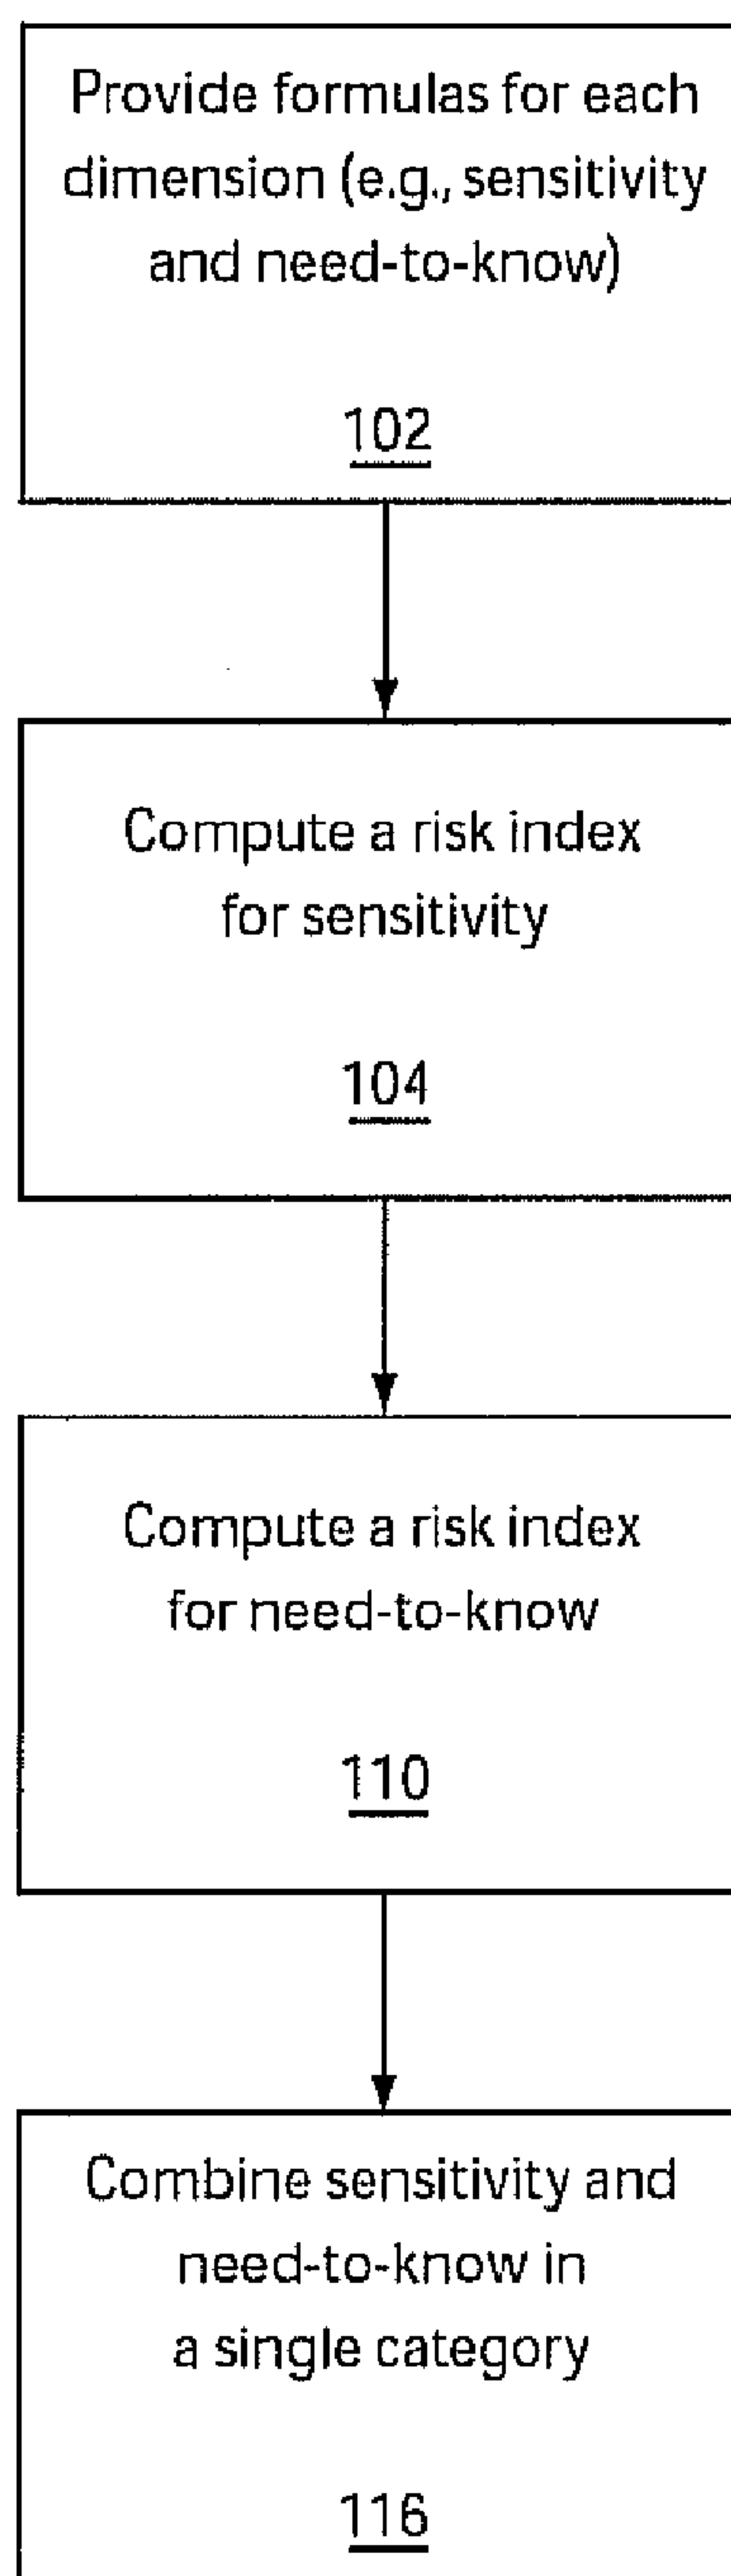 Provide formulas for each
dimension (e.g., sensitivity
and need-to-know)
102
Compute a risk index
for sensitivity
104
Compute a risk index
for need-to-know
110
Combine sensitivity and
need-to-know in
a single category
116